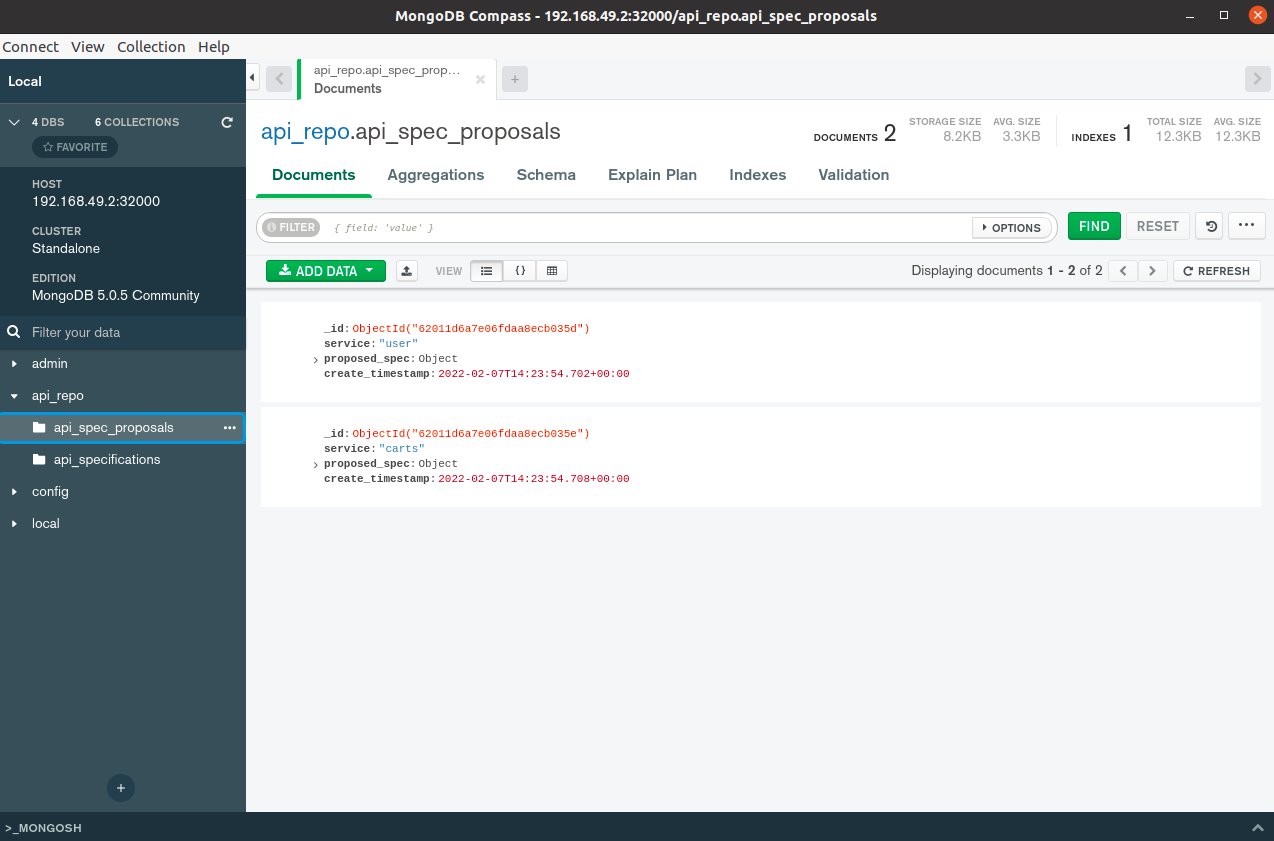 MongoDB Compass - 192.168.49.2:32000/api_repo.api_spec_proposals
Connect View Collection Help
Local
4 DBS 6 COLLECTIONS
FAVORITE
HOST
192.168.49.2:32000
CLUSTER
Standalone
EDITION
MongoDB 5.0.5 Community
Filter your data
admin
api_repo
api_spec_proposals
api_specifications
config
local
>_MONGOSH
api_repo.api_spec_prop...
Documents
api_repo.api_spec_proposals
DOCUMENTS 2
STORAGE SIZE AVG. SIZE
8.2KB 3.3KB
INDEXES 1
TOTAL SIZE AVG. SIZE
12.3KB 12.3KB
Documents Aggregations Schema Explain Plan Indexes Validation
FILTER { field: 'value' } OPTIONS FIND RESET
ADD DATA VIEW {} Displaying documents 1 - 2 of 2 REFRESH
_id: ObjectId("62011d6a7e06fdaa8ecb035d")
service: "user"
proposed_spec: Object
create_timestamp: 2022-02-07T14:23:54.702+00:00
_id: ObjectId("62011d6a7e06fdaa8ecb035e")
service: "carts"
proposed_spec: Object
create_timestamp: 2022-02-07T14:23:54.708+00:00